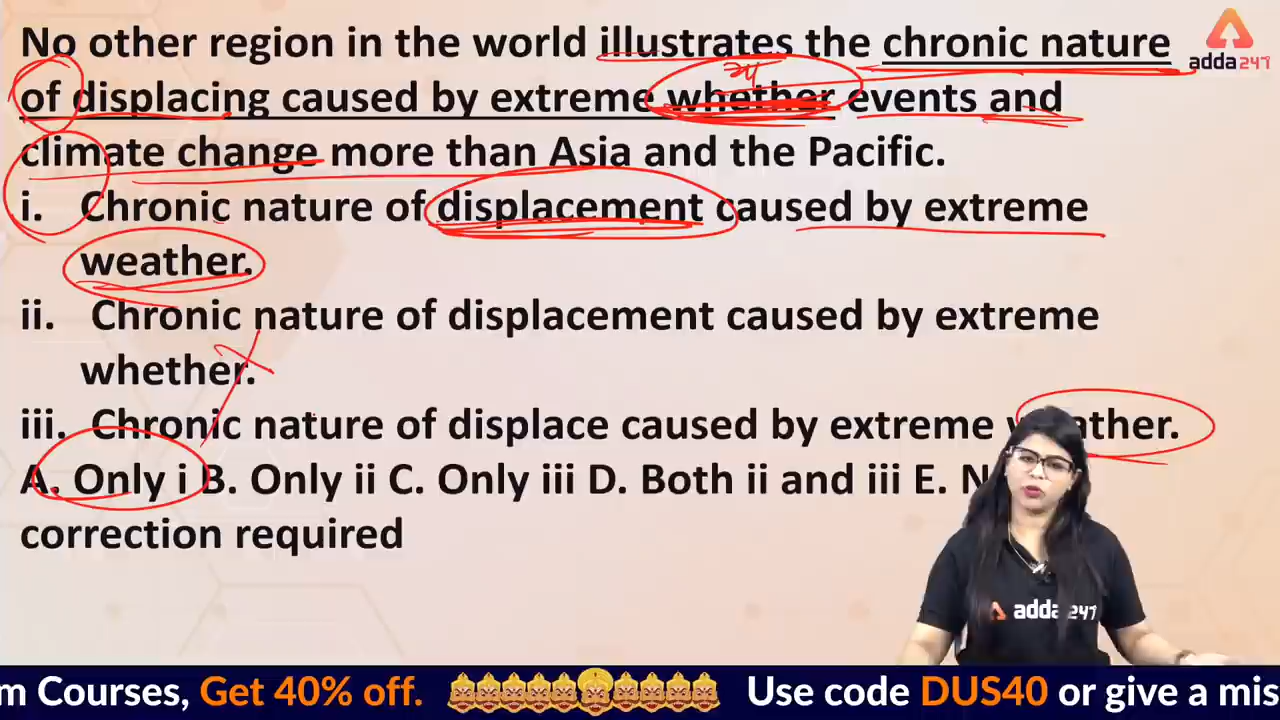 No other region in the world illustrates the chronic nature
of displacing caused by extreme whether events and
climate change more than Asia and the Pacific.
i. Chronic nature of displacement caused by extreme
weather.
ii. Chronic nature of displacement caused by extreme
whether.
iii. Chronic nature of displace caused by extreme
A. Only i B. Only ii C. Only iii D. Both ii and iii E.
correction required
adda247
adda247
m Courses, Get 40% off. Use code DUS40 or give a mis